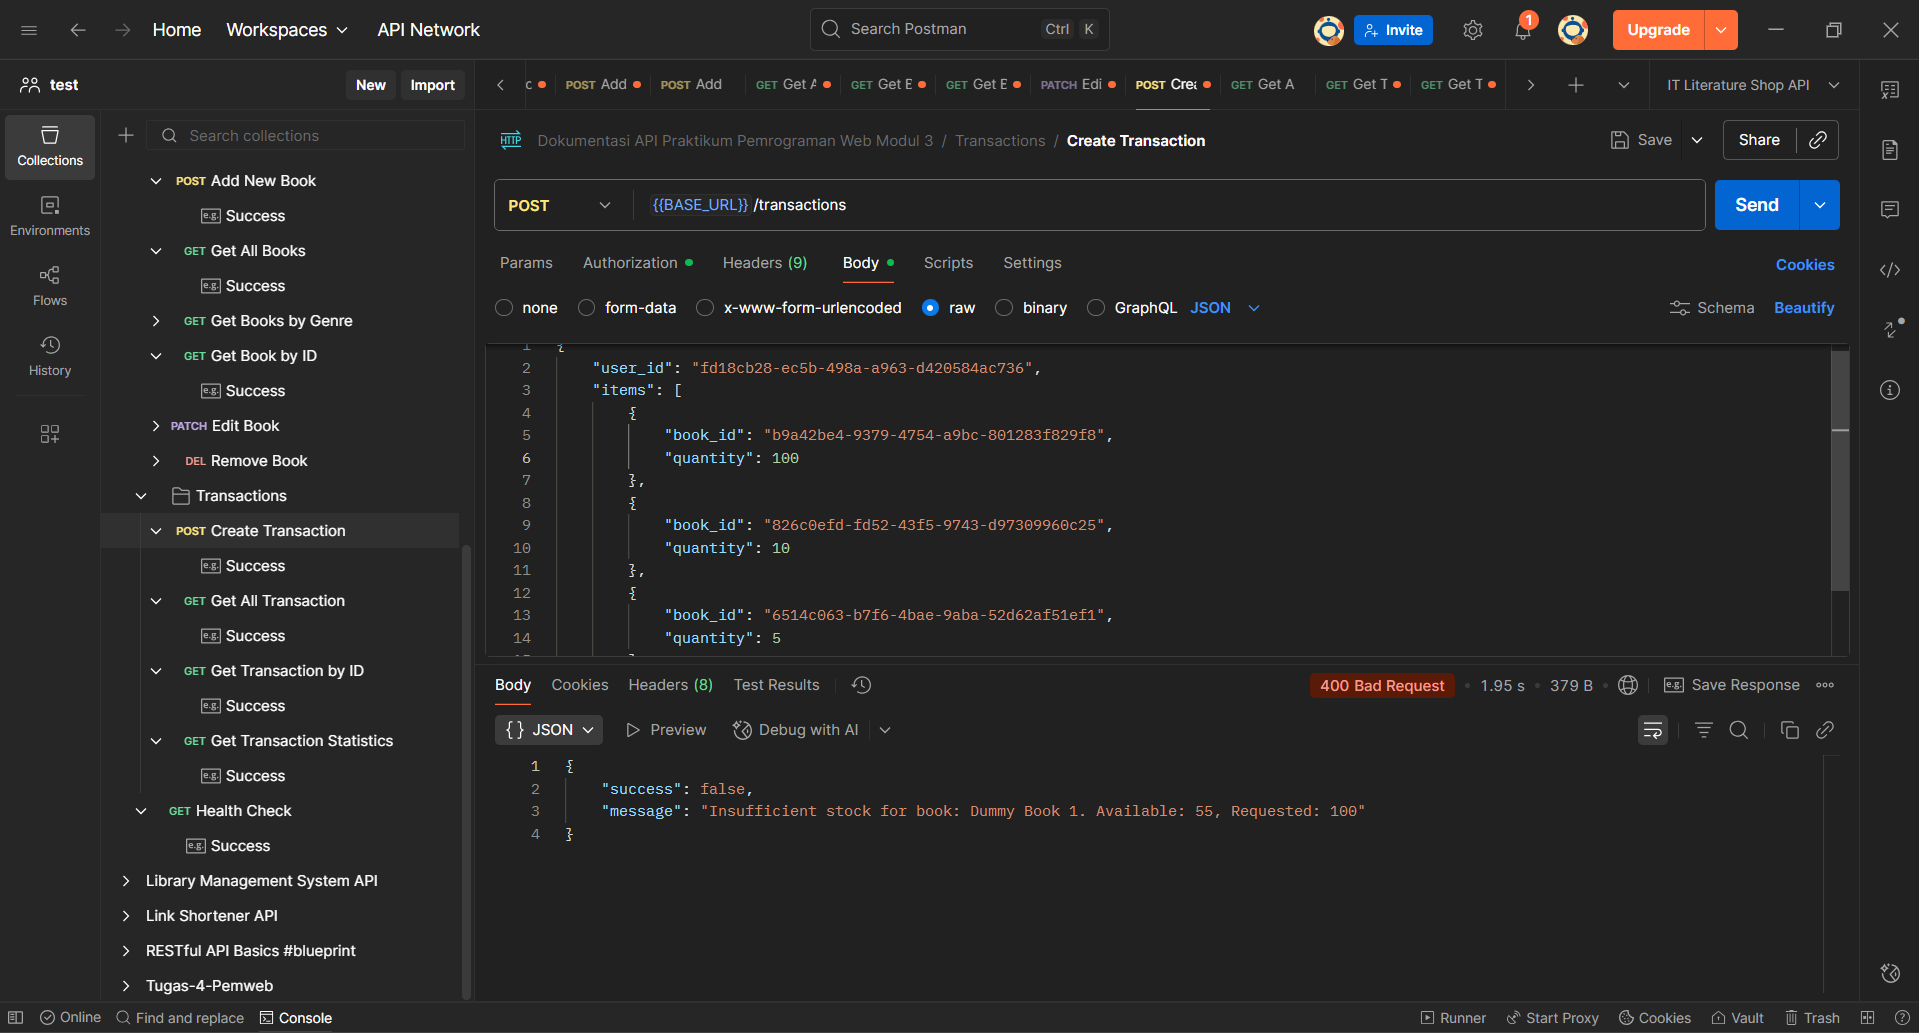 Home
Workspaces
API Network
Search Postman
Ctrl K
Invite
1
Upgrade
test
New
Import
POST Add
POST Add
GET Get A
GET Get B
GET Get B
PATCH Edi
POST Crea
GET Get A
GET Get T
GET Get T
IT Literature Shop API
Collections
Environments
Flows
History
Search collections
POST Add New Book
e.g. Success
GET Get All Books
e.g. Success
GET Get Books by Genre
GET Get Book by ID
e.g. Success
PATCH Edit Book
DEL Remove Book
Transactions
POST Create Transaction
e.g. Success
GET Get All Transaction
e.g. Success
GET Get Transaction by ID
e.g. Success
GET Get Transaction Statistics
e.g. Success
GET Health Check
e.g. Success
Library Management System API
Link Shortener API
RESTful API Basics #blueprint
Tugas-4-Pemweb
HTTP Dokumentasi API Praktikum Pemrograman Web Modul 3 / Transactions / Create Transaction
Save
Share
POST
{{BASE_URL}} /transactions
Send
Params Authorization Headers (9) Body Scripts Settings
Cookies
none form-data x-www-form-urlencoded raw binary GraphQL JSON
Schema Beautify
1 {
2 "user_id": "fd18cb28-ec5b-498a-a963-d420584ac736",
3 "items": [
4 {
5 "book_id": "b9a42be4-9379-4754-a9bc-801283f829f8",
6 "quantity": 100
7 },
8 {
9 "book_id": "826c0efd-fd52-43f5-9743-d97309960c25",
10 "quantity": 10
11 },
12 {
13 "book_id": "6514c063-b7f6-4bae-9aba-52d62af51ef1",
14 "quantity": 5
Body Cookies Headers (8) Test Results
400 Bad Request • 1.95 s • 379 B
e.g. Save Response
{} JSON Preview Debug with AI
1 {
2 "success": false,
3 "message": "Insufficient stock for book: Dummy Book 1. Available: 55, Requested: 100"
4 }
Online Find and replace Console
Runner Start Proxy Cookies Vault Trash